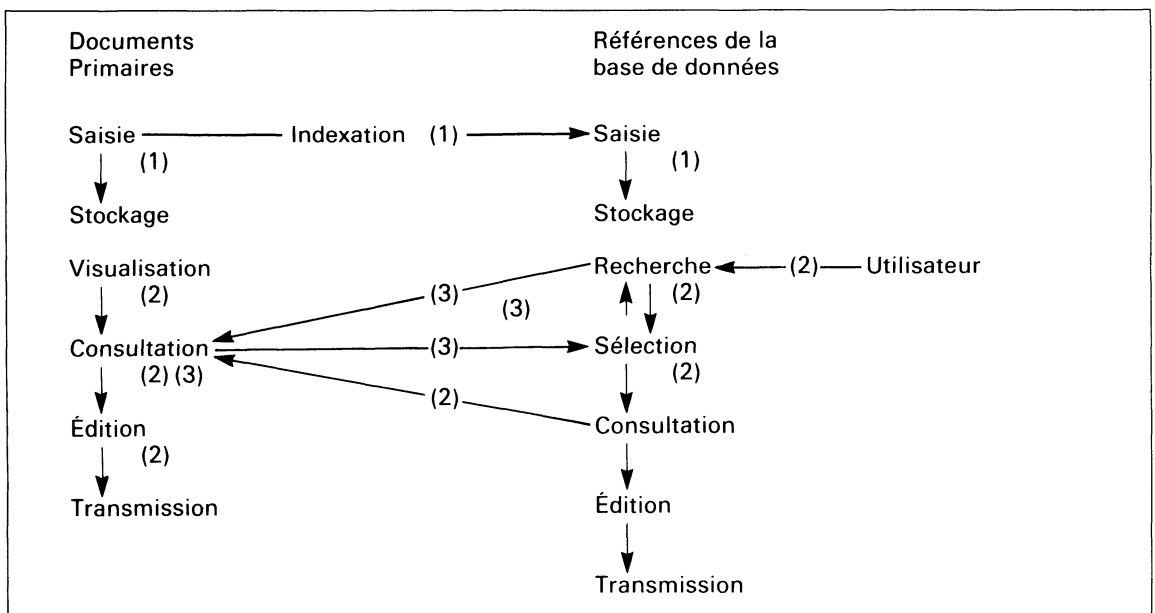 Documents Références de la
Primaires base de données
Saisie Indexation (1) Saisie
(1) (1)
Stockage Stockage
Visualisation Recherche (2) Utilisateur
(2) (3) (2)
(3)
Consultation (3) Sélection
(2) (3) (2)
(2)
Édition Consultation
(2)
Transmission Édition
Transmission